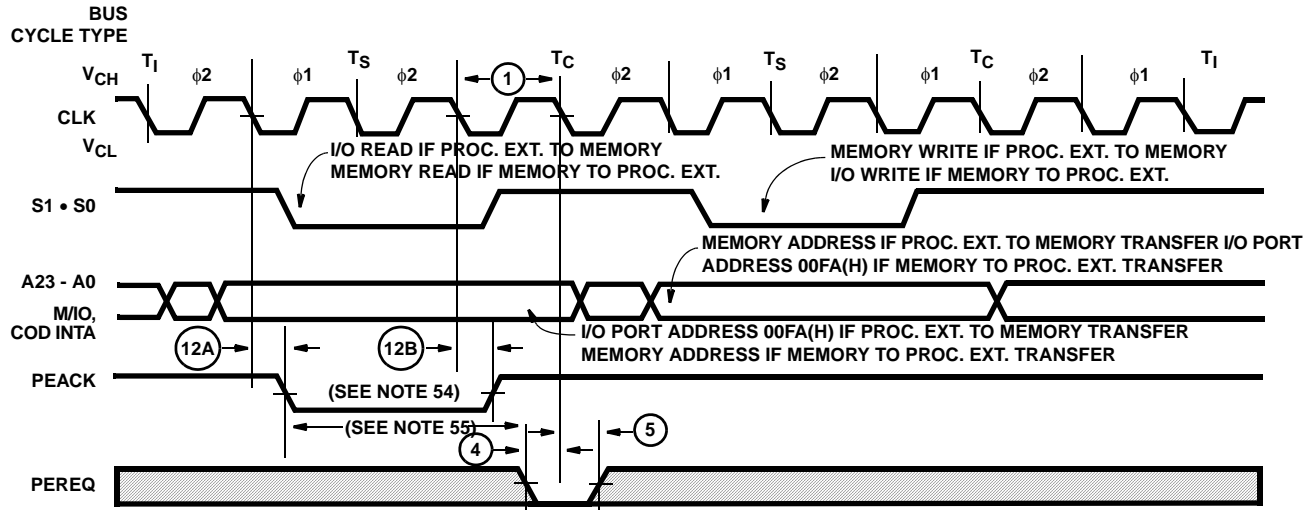 BUS
CYCLE TYPE
TI TS TC TS TC TI
VCH ϕ2 ϕ1 ϕ2 1 ϕ2 ϕ1 ϕ2 ϕ1 ϕ2 ϕ1
CLK
VCL
I/O READ IF PROC. EXT. TO MEMORY
MEMORY READ IF MEMORY TO PROC. EXT.
MEMORY WRITE IF PROC. EXT. TO MEMORY
I/O WRITE IF MEMORY TO PROC. EXT.
S1 • S0
MEMORY ADDRESS IF PROC. EXT. TO MEMORY TRANSFER I/O PORT
ADDRESS 00FA(H) IF MEMORY TO PROC. EXT. TRANSFER
A23 - A0
M/IO,
COD INTA
I/O PORT ADDRESS 00FA(H) IF PROC. EXT. TO MEMORY TRANSFER
MEMORY ADDRESS IF MEMORY TO PROC. EXT. TRANSFER
12A 12B
PEACK
(SEE NOTE 54)
(SEE NOTE 55)
4 5
PEREQ